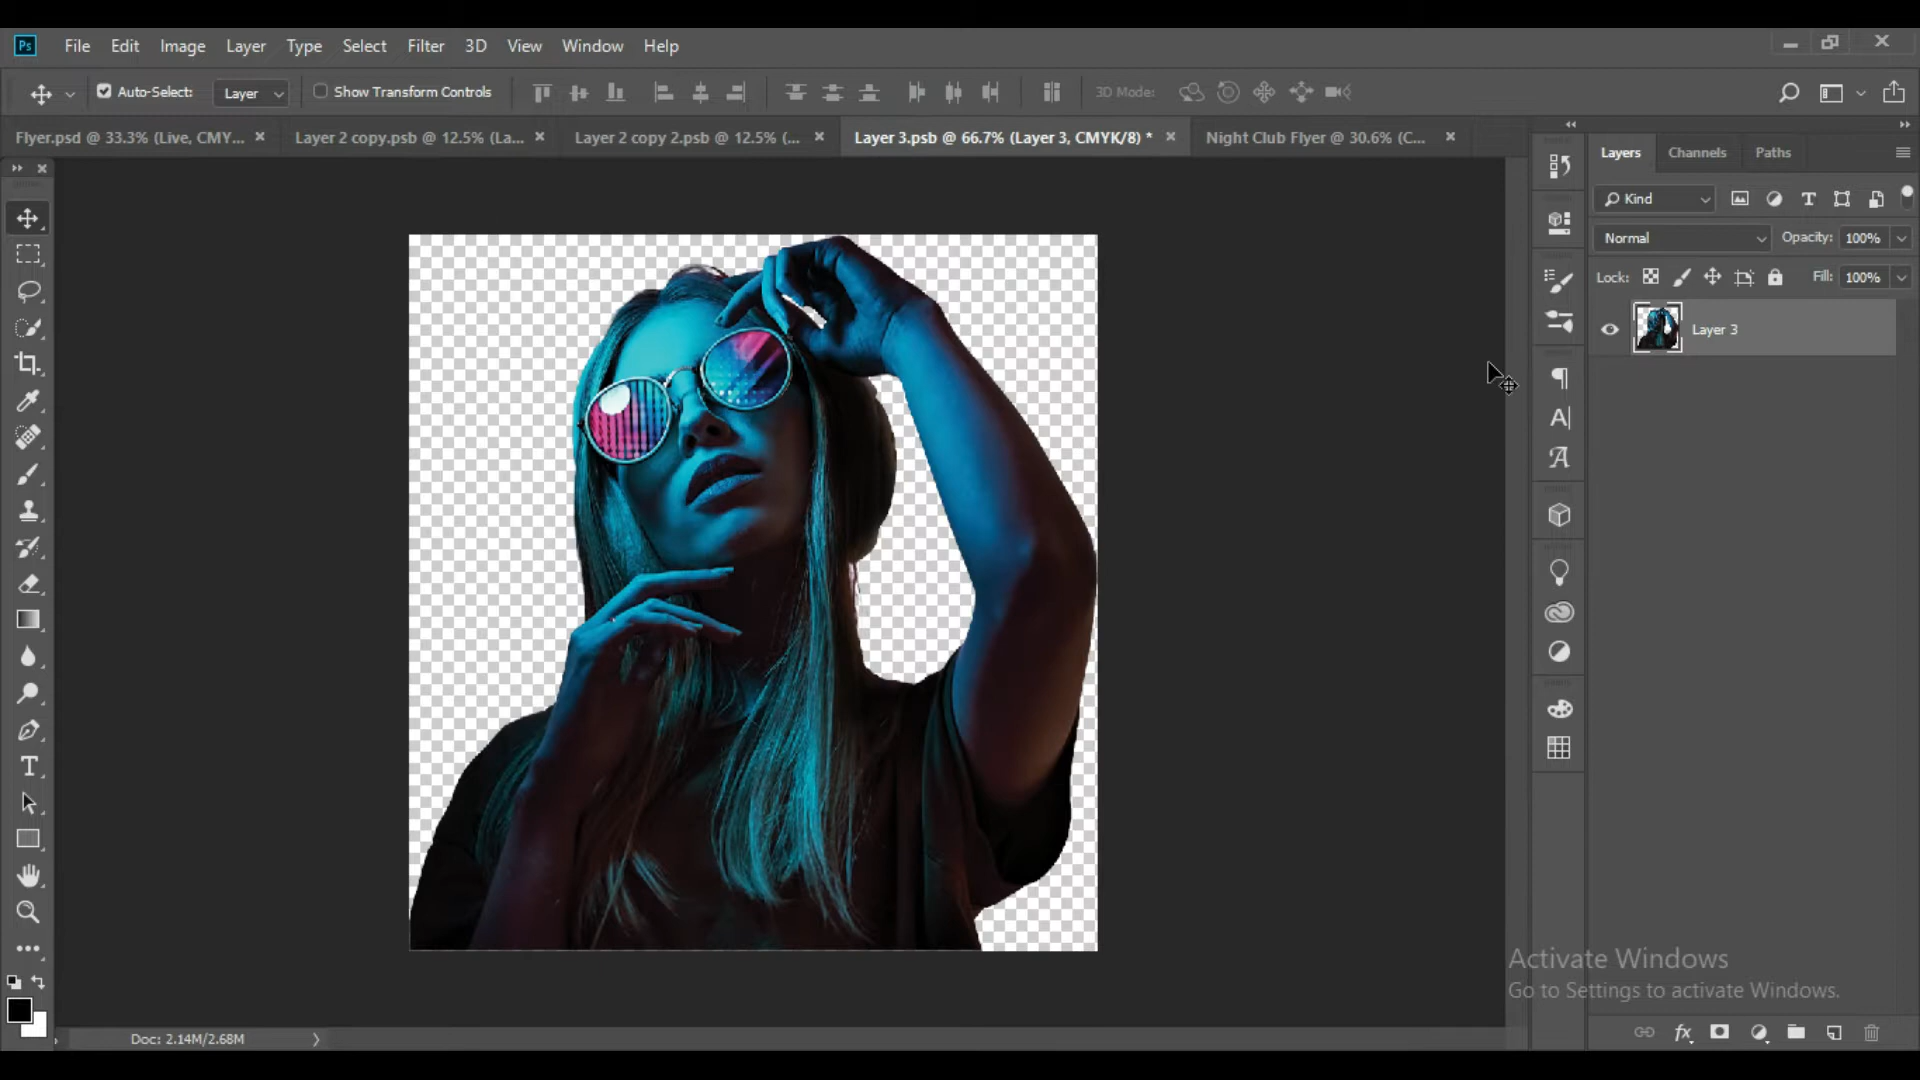 Ps File Edit Image Layer Type Select Filter 3D View Window Help
Auto-Select: Layer Show Transform Controls 3D Mode:
Flyer.psd @ 33.3% (Live, CMY... × Layer 2 copy.psb @ 12.5% (La... × Layer 2 copy 2.psb @ 12.5% (... × Layer 3.psb @ 66.7% (Layer 3, CMYK/8) * × Night Club Flyer @ 30.6% (C... ×
Layers Channels Paths
Kind
Normal Opacity: 100%
Lock: Fill: 100%
Layer 3
Activate Windows
Go to Settings to activate Windows.
Doc: 2.14M/2.68M